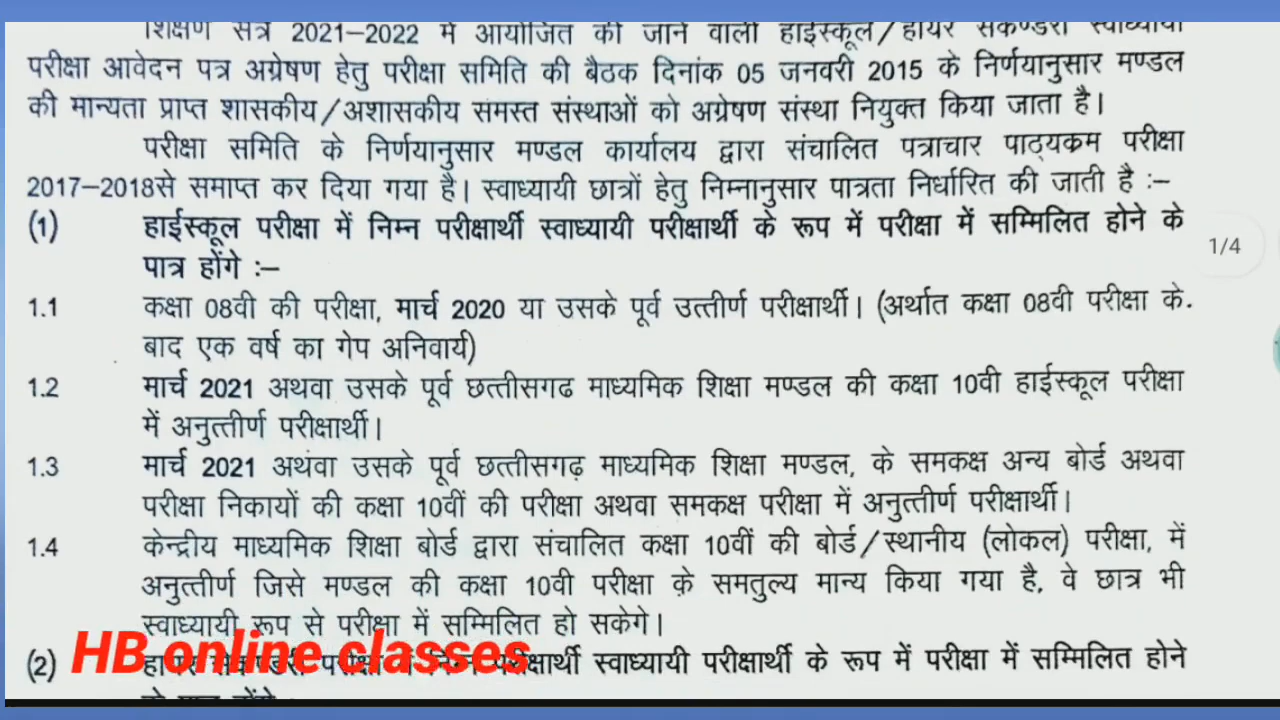 शिक्षण सत्र 2021–2022 में आयोजित की जाने वाली हाईस्कूल/हायर सेकण्डरी स्वाध्यायी
परीक्षा आवेदन पत्र अग्रेषण हेतु परीक्षा समिति की बैठक दिनांक 05 जनवरी 2015 के निर्णयानुसार मण्डल
की मान्यता प्राप्त शासकीय/अशासकीय समस्त संस्थाओं को अग्रेषण संस्था नियुक्त किया जाता है।
परीक्षा समिति के निर्णयानुसार मण्डल कार्यालय द्वारा संचालित पत्राचार पाठ्यक्रम परीक्षा
2017–2018से समाप्त कर दिया गया है। स्वाध्यायी छात्रों हेतु निम्नानुसार पात्रता निर्धारित की जाती है :–
(1) हाईस्कूल परीक्षा में निम्न परीक्षार्थी स्वाध्यायी परीक्षार्थी के रूप में परीक्षा में सम्मिलित होने के
1/4
पात्र होंगे :–
1.1 कक्षा 08वी की परीक्षा, मार्च 2020 या उसके पूर्व उत्तीर्ण परीक्षार्थी। (अर्थात कक्षा 08वी परीक्षा के.
बाद एक वर्ष का गेप अनिवार्य)
1.2 मार्च 2021 अथवा उसके पूर्व छत्तीसगढ माध्यमिक शिक्षा मण्डल की कक्षा 10वी हाईस्कूल परीक्षा
में अनुत्तीर्ण परीक्षार्थी।
1.3 मार्च 2021 अथवा उसके पूर्व छत्तीसगढ़ माध्यमिक शिक्षा मण्डल, के समकक्ष अन्य बोर्ड अथवा
परीक्षा निकायों की कक्षा 10वीं की परीक्षा अथवा समकक्ष परीक्षा में अनुत्तीर्ण परीक्षार्थी।
1.4 केन्द्रीय माध्यमिक शिक्षा बोर्ड द्वारा संचालित कक्षा 10वीं की बोर्ड/स्थानीय (लोकल) परीक्षा, में
अनुत्तीर्ण जिसे मण्डल की कक्षा 10वी परीक्षा के समतुल्य मान्य किया गया है, वे छात्र भी
स्वाध्यायी रूप से परीक्षा में सम्मिलित हो सकेगे।
(2) हायर सेकण्डरी परीक्षा में निम्न परीक्षार्थी स्वाध्यायी परीक्षार्थी के रूप में परीक्षा में सम्मिलित होने
HB online classes